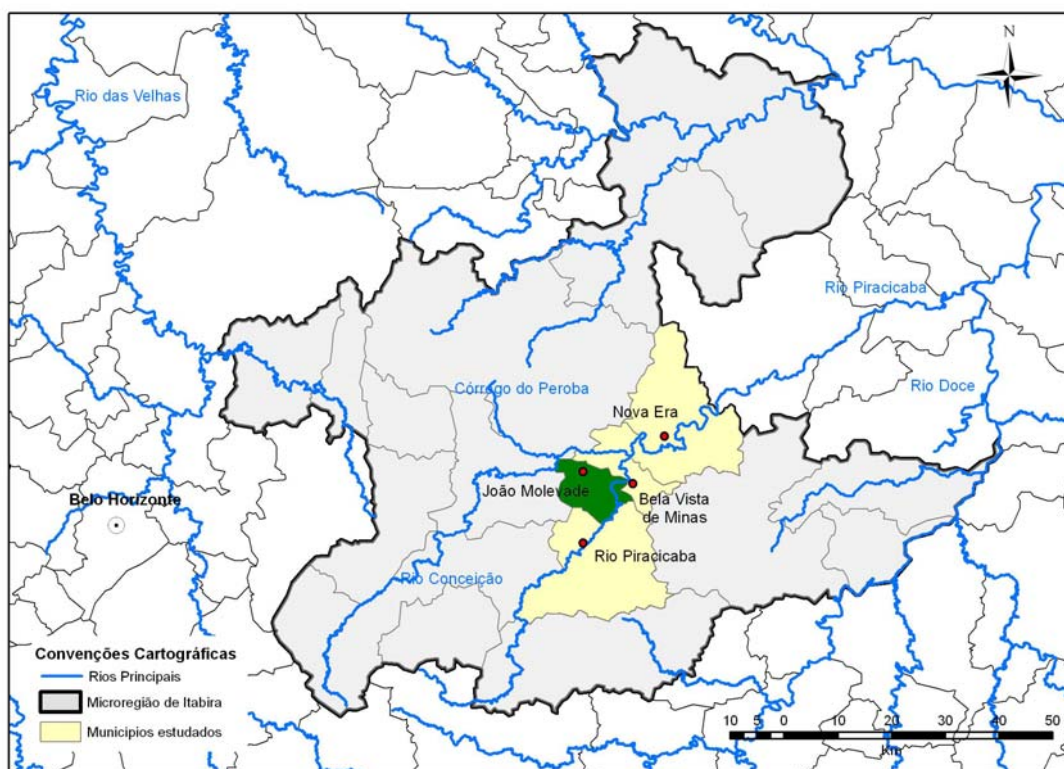 N
Rio das Velhas
Rio Piracicaba
Córrego do Peroba
Rio Doce
Nova Era
João Molevade
Bela Vista
de Minas
Belo Horizonte
Rio Piracicaba
Rio Conceição
Convenções Cartográficas
Rios Principais
Microregião de Itabira
Municipios estudados
10 5 0 10 20 30 40 50
Km